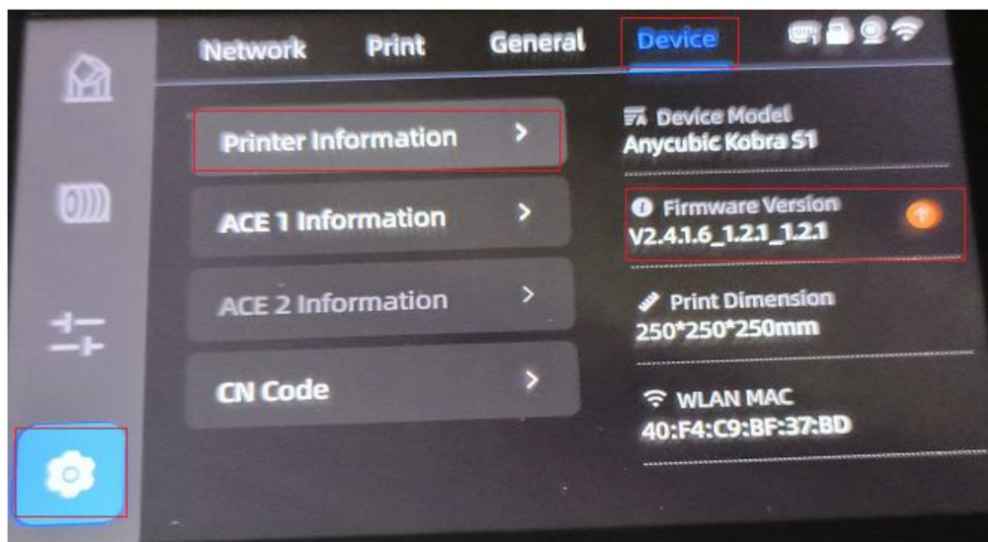 Network Print General Device
Printer Information
ACE 1 Information
ACE 2 Information
CN Code
Device Model
Anycubic Kobra S1
Firmware Version
V2.4.1.6_1.2.1_1.2.1
Print Dimension
250*250*250mm
WLAN MAC
40:F4:C9:BF:37:BD